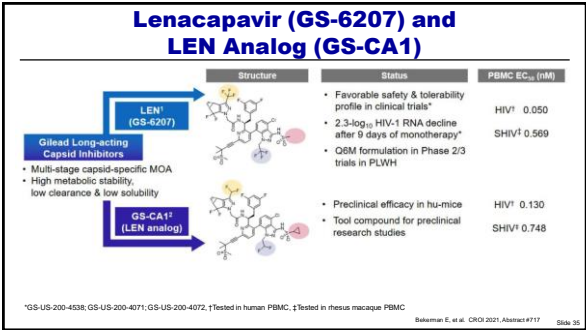 Lenacapavir (GS-6207) and
LEN Analog (GS-CA1)
Structure
Status
PBMC EC50 (nM)
LEN¹
(GS-6207)
• Favorable safety & tolerability
profile in clinical trials*
• 2.3-log10 HIV-1 RNA decline
after 9 days of monotherapy*
• Q6M formulation in Phase 2/3
trials in PLWH
HIV† 0.050
SHIV‡ 0.569
Gilead Long-acting
Capsid Inhibitors
• Multi-stage capsid-specific MOA
• High metabolic stability,
low clearance & low solubility
GS-CA1²
(LEN analog)
• Preclinical efficacy in hu-mice
• Tool compound for preclinical
research studies
HIV† 0.130
SHIV‡ 0.748
*GS-US-200-4538; GS-US-200-4071; GS-US-200-4072, †Tested in human PBMC, ‡Tested in rhesus macaque PBMC
Bekerman E, et al. CROI 2021, Abstract #717
Slide 35